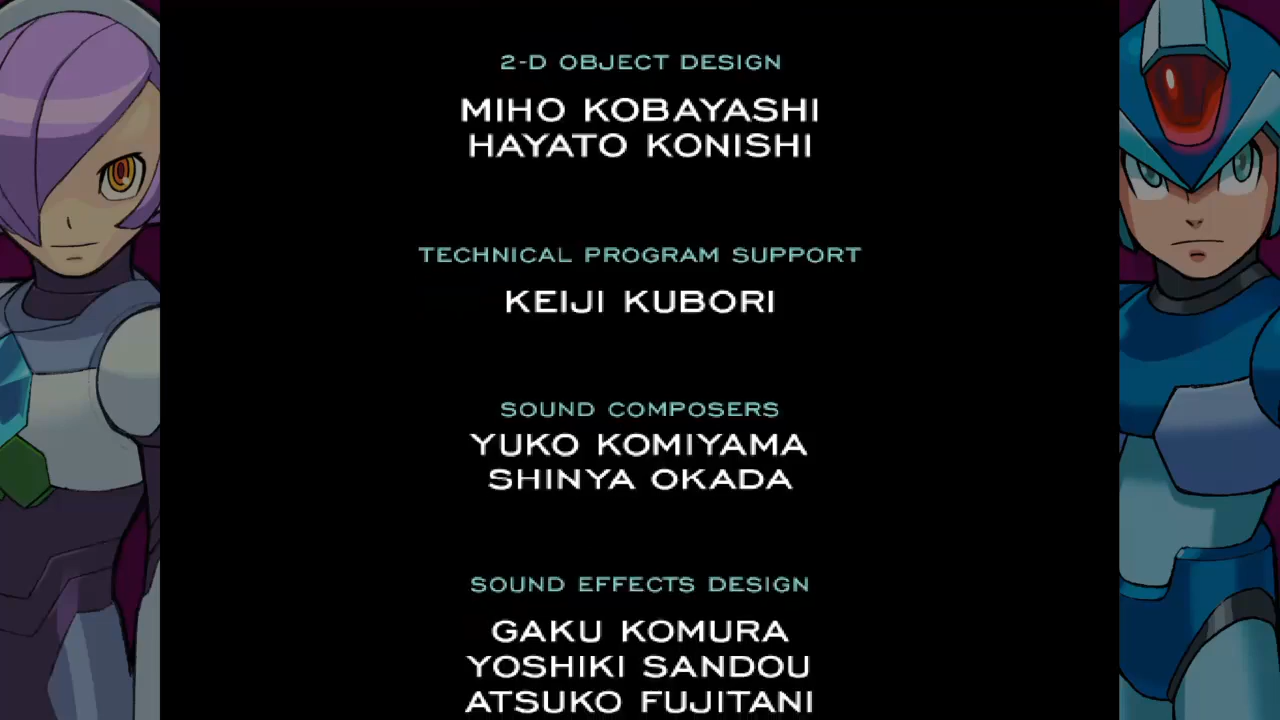 2-D OBJECT DESIGN
MIHO KOBAYASHI
HAYATO KONISHI
TECHNICAL PROGRAM SUPPORT
KEIJI KUBORI
SOUND COMPOSERS
YUKO KOMIYAMA
SHINYA OKADA
SOUND EFFECTS DESIGN
GAKU KOMURA
YOSHIKI SANDOU
ATSUKO FUJITANI